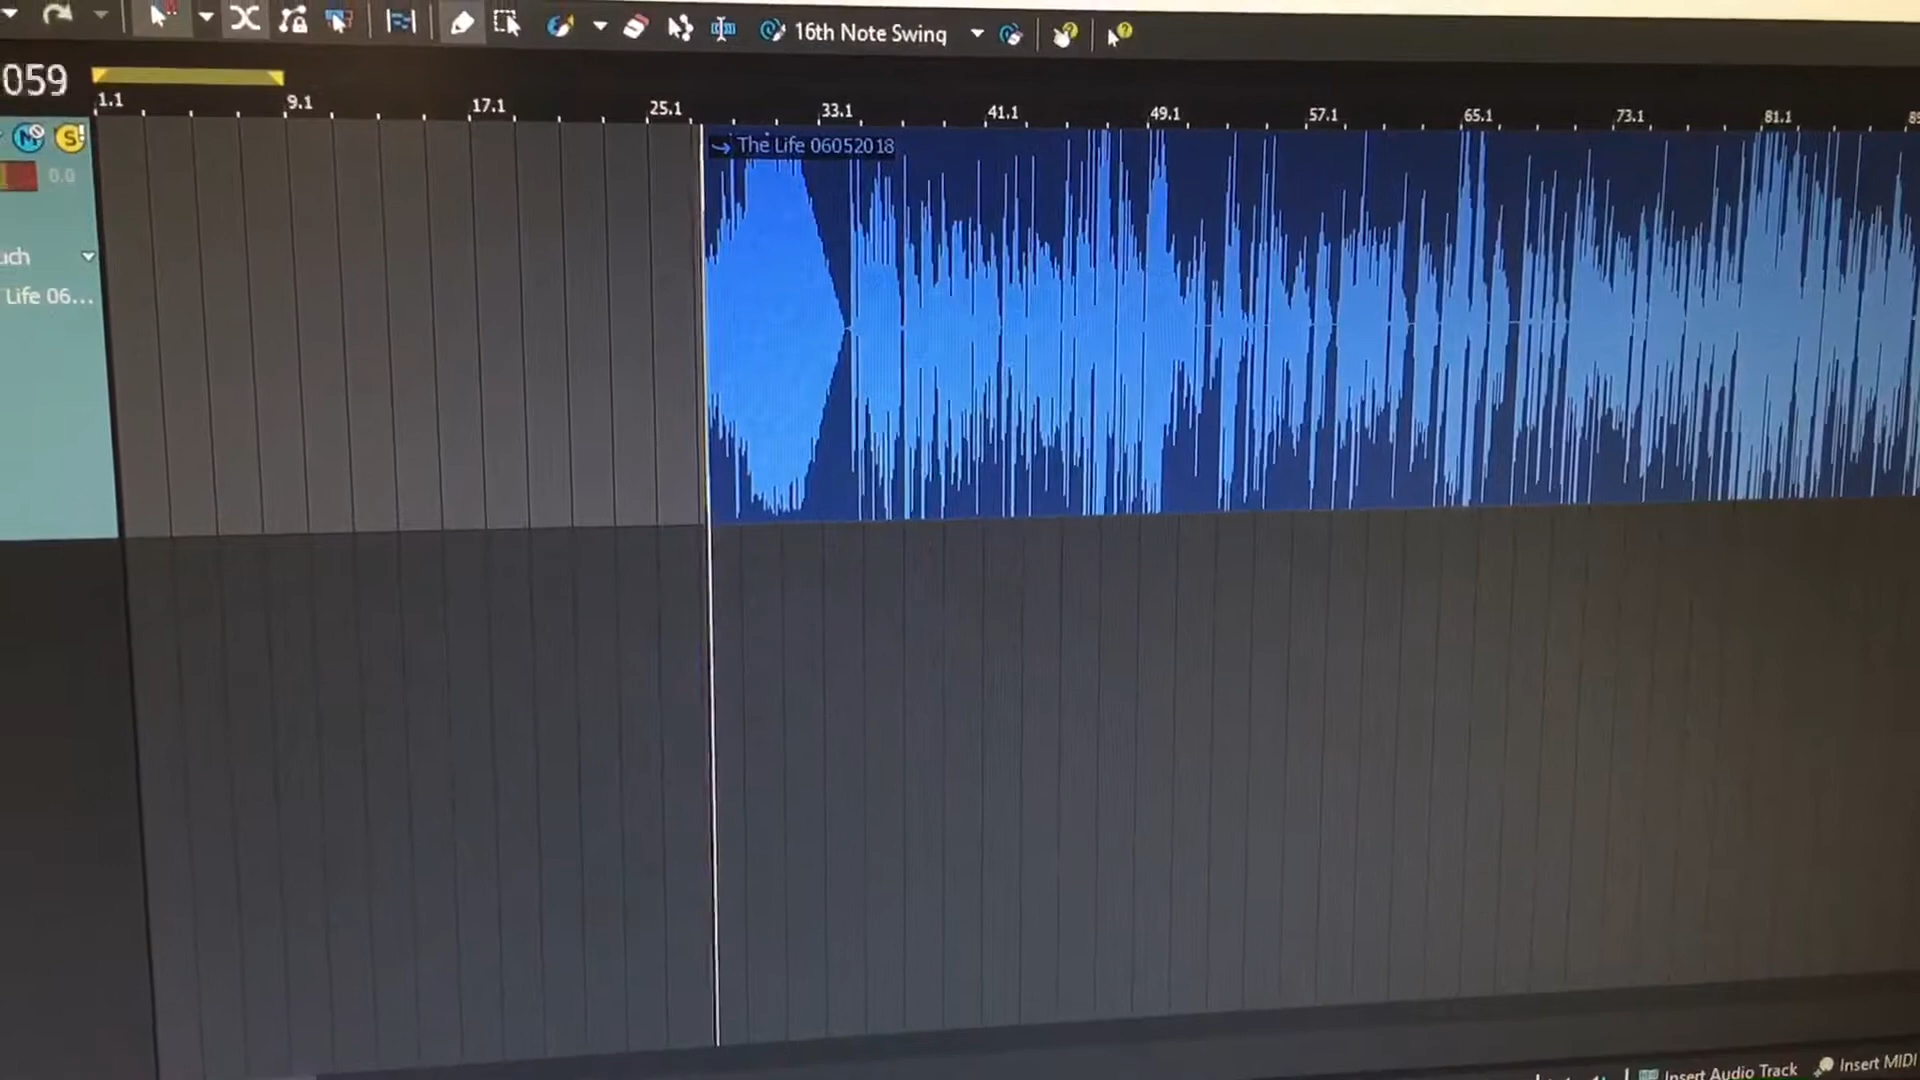 16th Note Swing
059
1.1 9.1 17.1 25.1 33.1 41.1 49.1 57.1 65.1 73.1 81.1
The Life 06052018
0.0
Life 06...
Insert Audio Track Insert MIDI